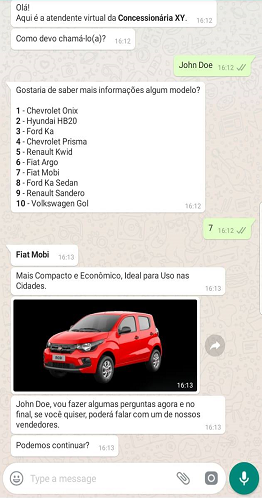 Olá!
Aqui é a atendente virtual da Concessionária XY. 16:12
Como devo chamá-lo(a)? 16:12
John Doe 16:12
Gostaria de saber mais informações algum modelo?
1 - Chevrolet Onix
2 - Hyundai HB20
3 - Ford Ka
4 - Chevrolet Prisma
5 - Renault Kwid
6 - Fiat Argo
7 - Fiat Mobi
8 - Ford Ka Sedan
9 - Renault Sandero
10 - Volkswagen Gol
16:12
7 16:12
Fiat Mobi 16:13
Mais Compacto e Econômico, Ideal para Uso nas
Cidades. 16:13
16:13
John Doe, vou fazer algumas perguntas agora e no
final, se você quiser, poderá falar com um de nossos
vendedores. 16:13
Podemos continuar? 16:13
Type a message